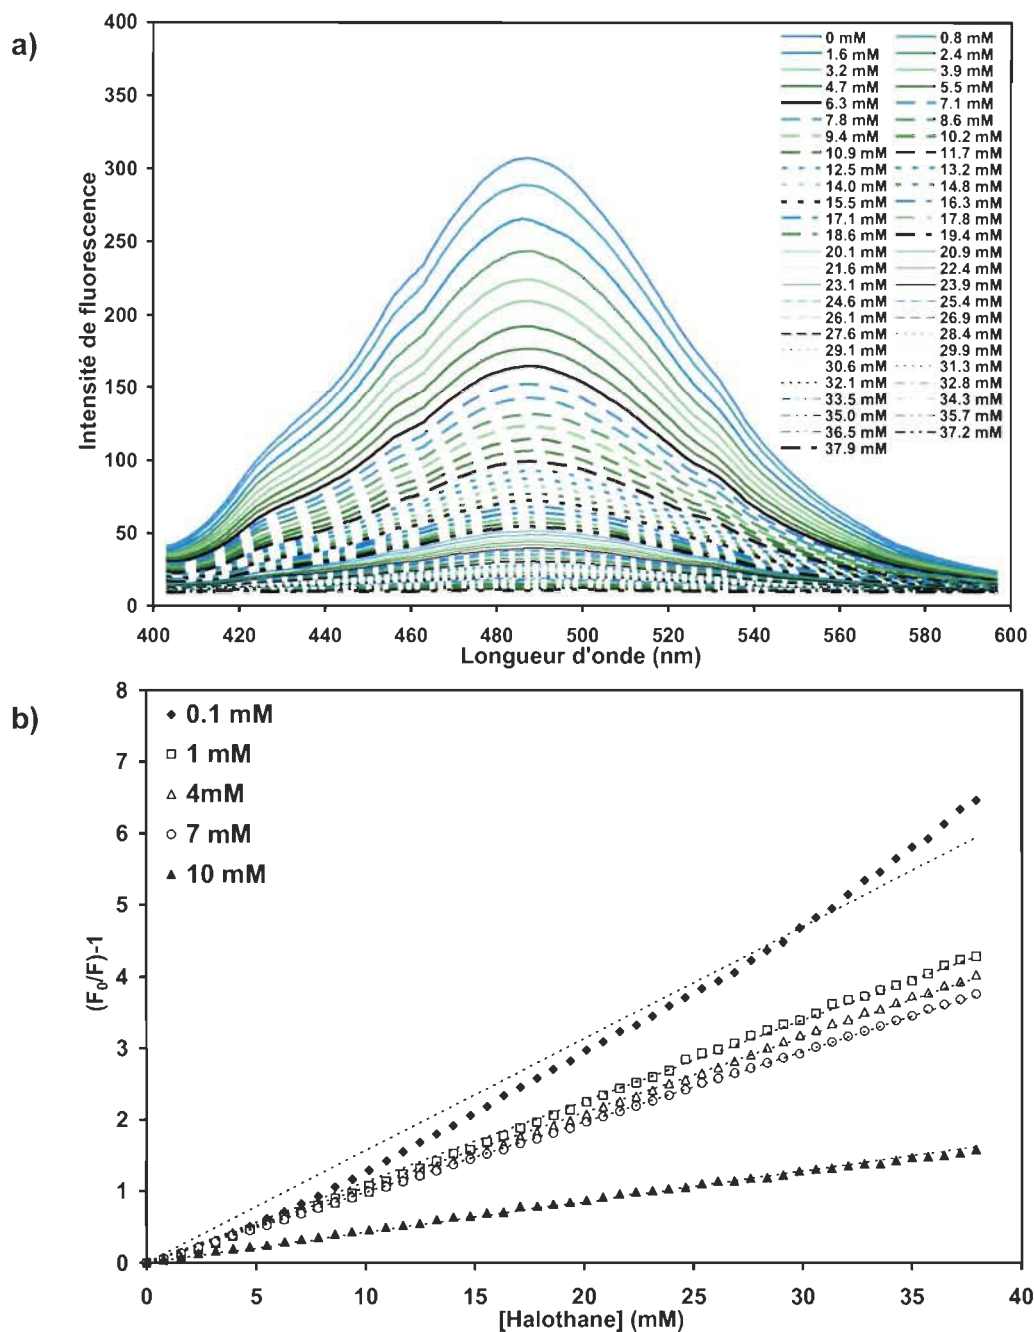 a)
400
350
300
250
200
150
100
50
0
Intensité de fluorescence
0 mM 0.8 mM
1.6 mM 2.4 mM
3.2 mM 3.9 mM
4.7 mM 5.5 mM
6.3 mM 7.1 mM
7.8 mM 8.6 mM
9.4 mM 10.2 mM
10.9 mM 11.7 mM
12.5 mM 13.2 mM
14.0 mM 14.8 mM
15.5 mM 16.3 mM
17.1 mM 17.8 mM
18.6 mM 19.4 mM
20.1 mM 20.9 mM
21.6 mM 22.4 mM
23.1 mM 23.9 mM
24.6 mM 25.4 mM
26.1 mM 26.9 mM
27.6 mM 28.4 mM
29.1 mM 29.9 mM
30.6 mM 31.3 mM
32.1 mM 32.8 mM
33.5 mM 34.3 mM
35.0 mM 35.7 mM
36.5 mM 37.2 mM
37.9 mM
400 420 440 460 480 500 520 540 560 580 600
Longueur d'onde (nm)
b)
8
7
6
5
4
3
2
1
0
(F₀/F)-1
0.1 mM
1 mM
4mM
7 mM
10 mM
0 5 10 15 20 25 30 35 40
[Halothane] (mM)